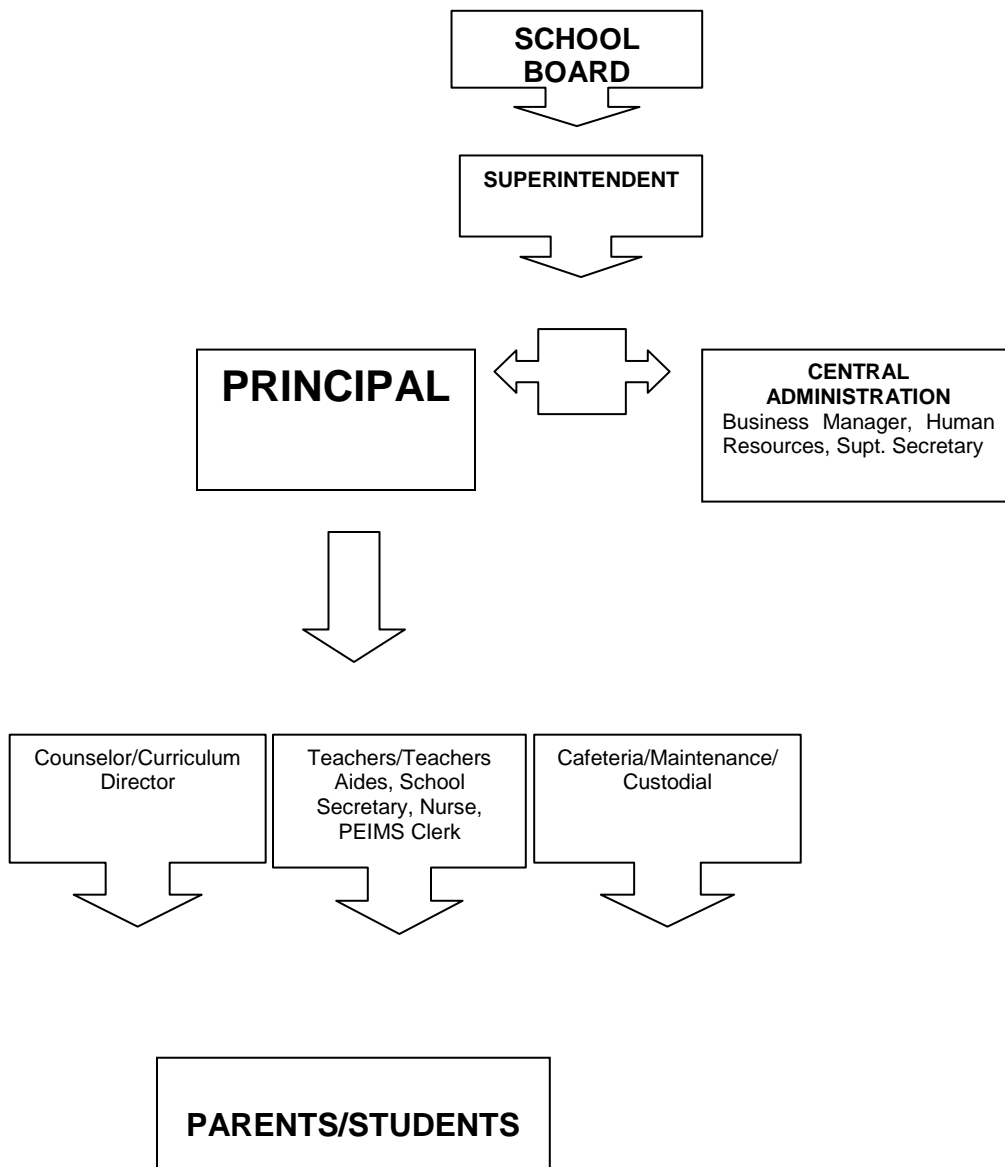 SCHOOL
BOARD
SUPERINTENDENT
PRINCIPAL
CENTRAL
ADMINISTRATION
Business Manager, Human
Resources, Supt. Secretary
Counselor/Curriculum
Director
Teachers/Teachers
Aides, School
Secretary, Nurse,
PEIMS Clerk
Cafeteria/Maintenance/
Custodial
PARENTS/STUDENTS